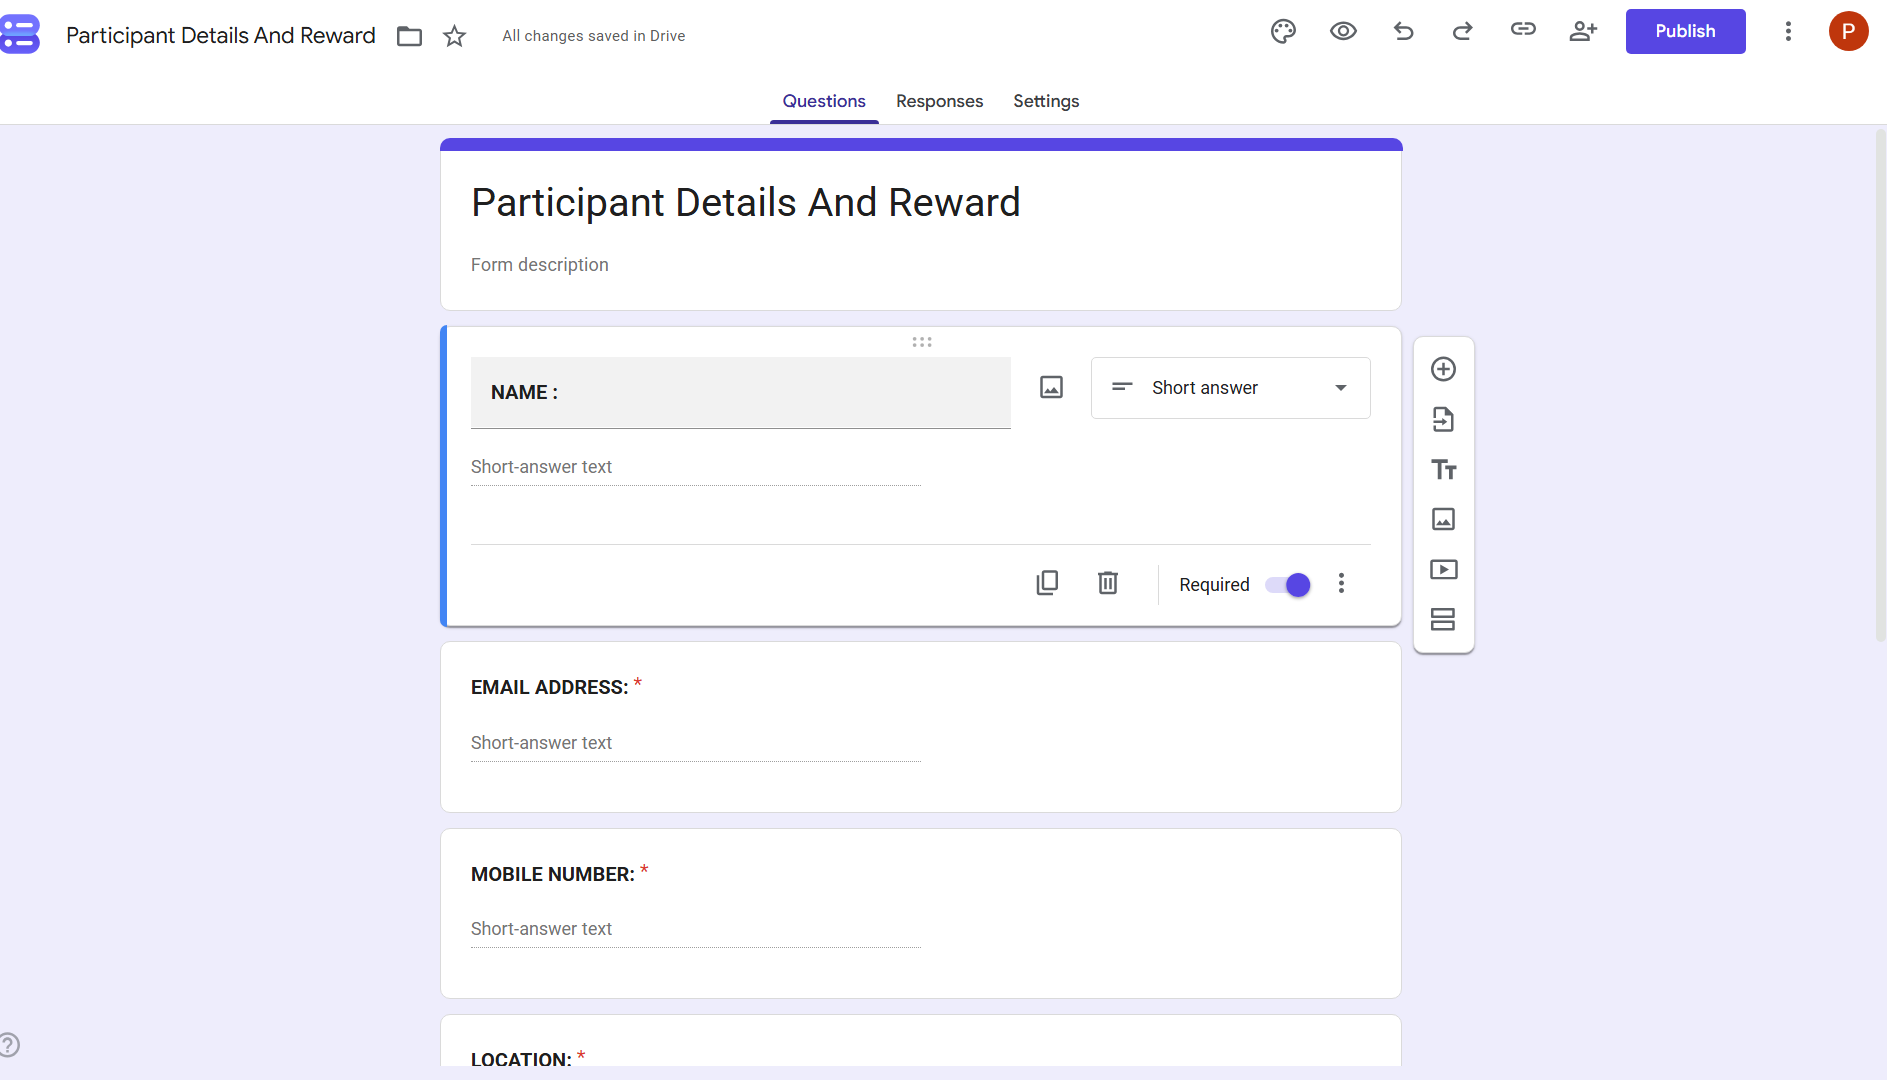 Participant Details And Reward
All changes saved in Drive
Publish
P
Questions
Responses
Settings
Participant Details And Reward
Form description
NAME :
Short answer
Short-answer text
Required
EMAIL ADDRESS: *
Short-answer text
MOBILE NUMBER: *
Short-answer text
LOCATION: *